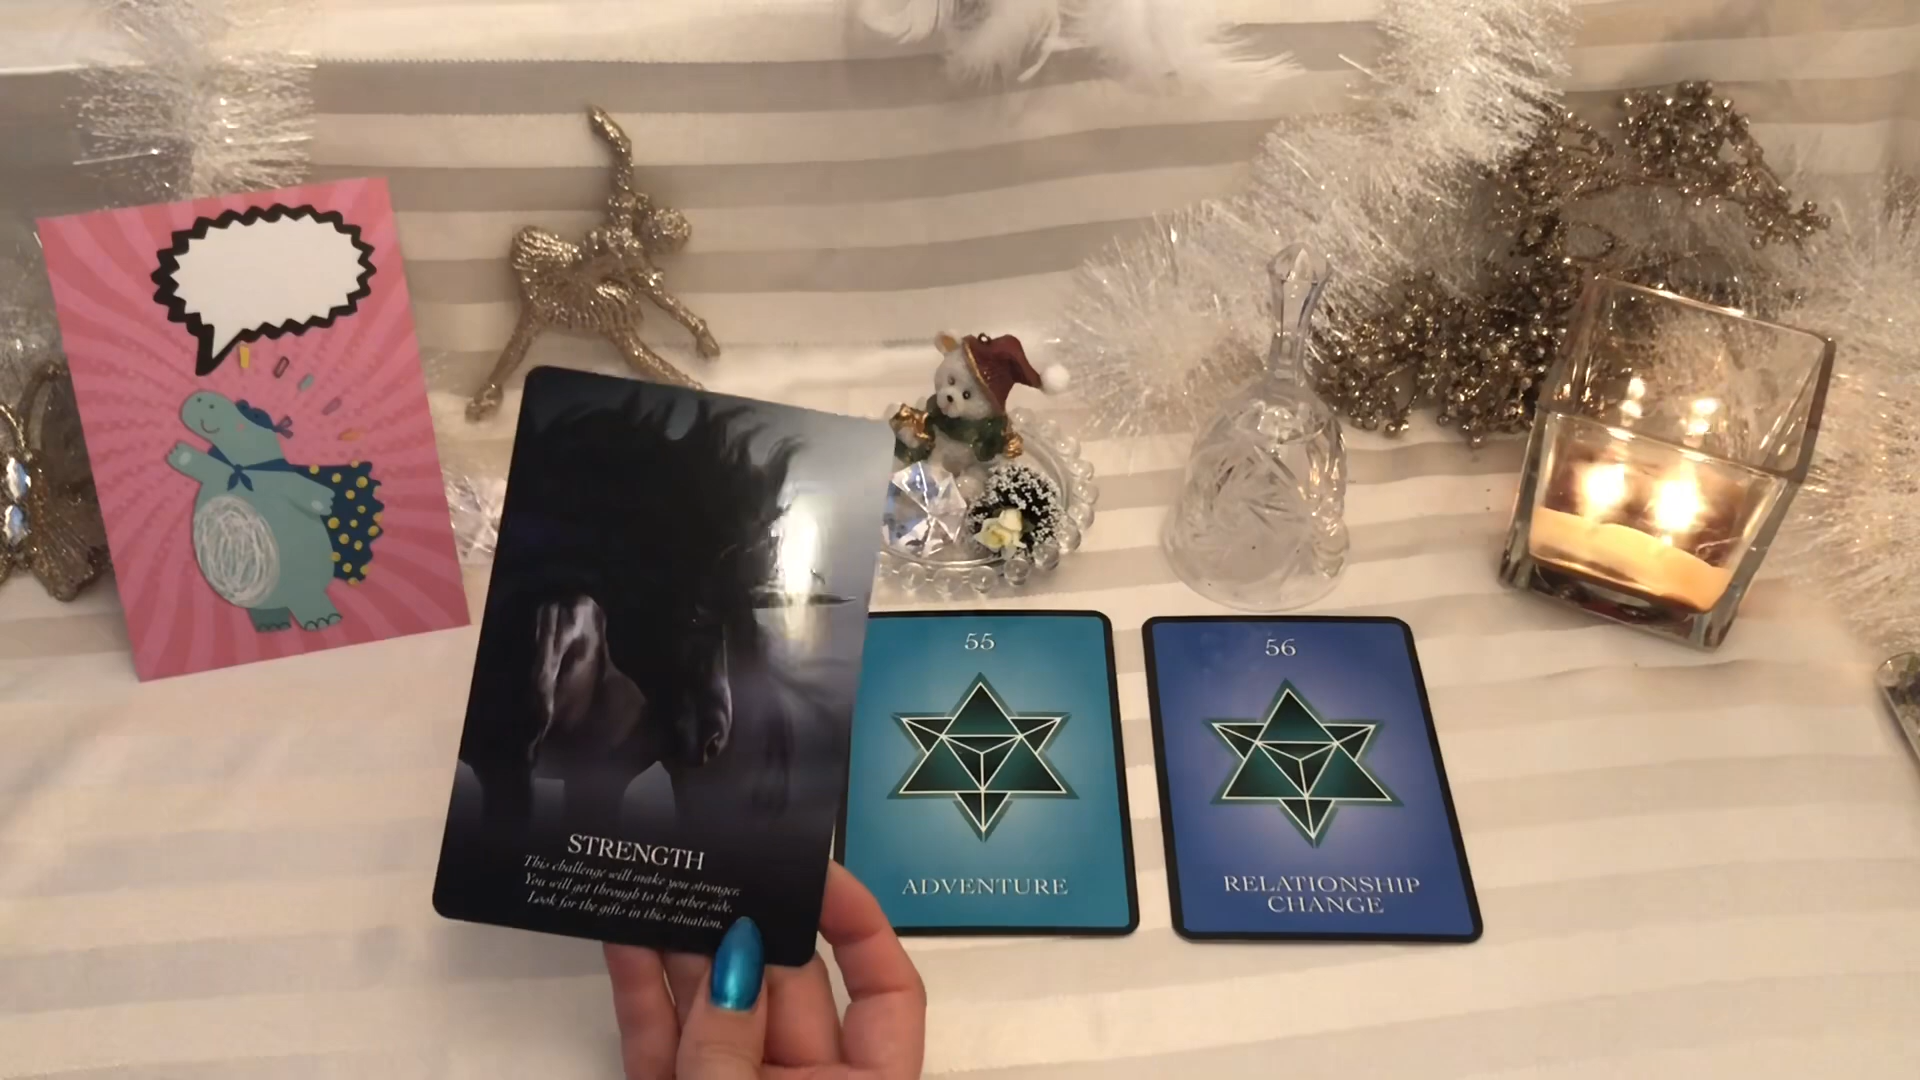 STRENGTH
This challenge will make you stronger.
You will get through to the other side.
Look for the gifts in this situation.
55
ADVENTURE
56
RELATIONSHIP
CHANGE